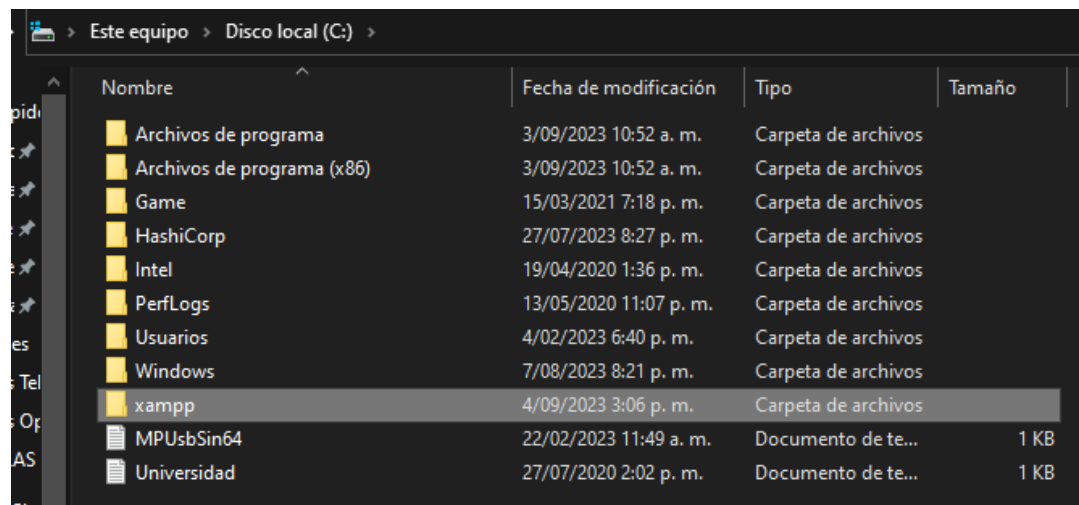 Este equipo > Disco local (C:) >
Nombre Fecha de modificación Tipo Tamaño
Archivos de programa 3/09/2023 10:52 a. m. Carpeta de archivos
Archivos de programa (x86) 3/09/2023 10:52 a. m. Carpeta de archivos
Game 15/03/2021 7:18 p. m. Carpeta de archivos
HashiCorp 27/07/2023 8:27 p. m. Carpeta de archivos
Intel 19/04/2020 1:36 p. m. Carpeta de archivos
PerfLogs 13/05/2020 11:07 p. m. Carpeta de archivos
es Usuarios 4/02/2023 6:40 p. m. Carpeta de archivos
Tel Windows 7/08/2023 8:21 p. m. Carpeta de archivos
xampp 4/09/2023 3:06 p. m. Carpeta de archivos
AS MPUsbSin64 22/02/2023 11:49 a. m. Documento de te... 1 KB
Universidad 27/07/2020 2:02 p. m. Documento de te... 1 KB